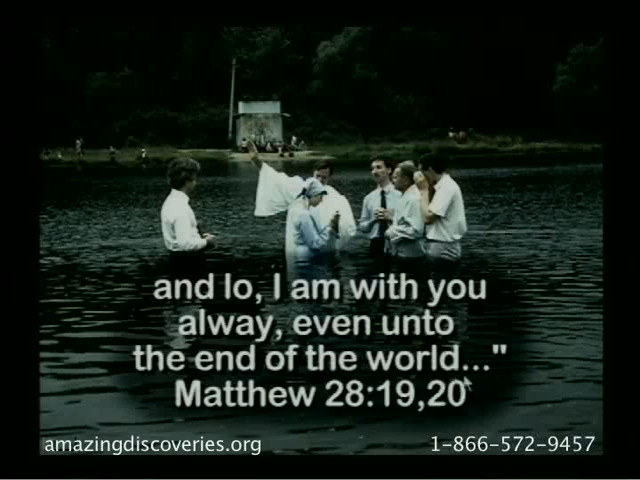 and lo, I am with you
alway, even unto
the end of the world..."
Matthew 28:19,20
amazingdiscoveries.org 1-866-572-9457